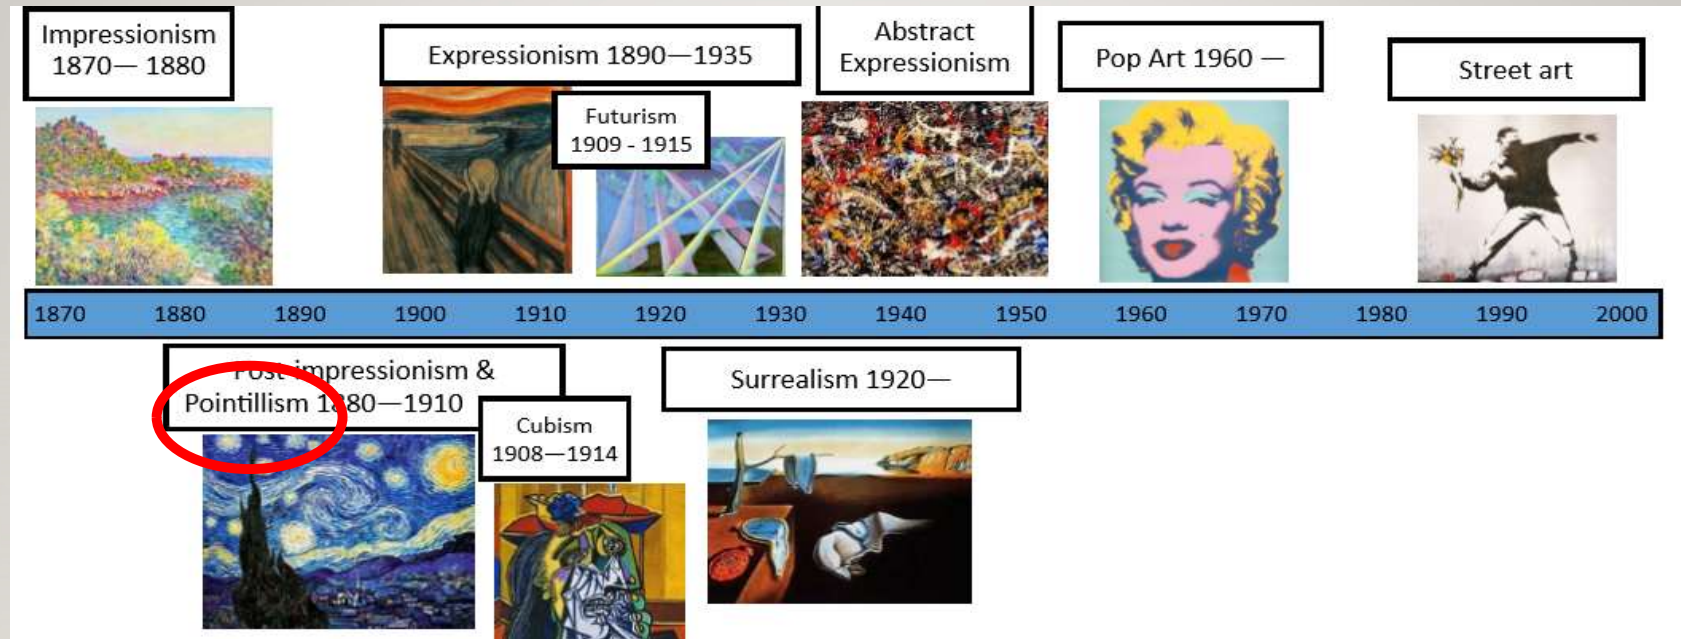 Impressionism
1870— 1880
Expressionism 1890—1935
Futurism
1909 - 1915
Abstract
Expressionism
Pop Art 1960 —
Street art
1870 1880 1890 1900 1910 1920 1930 1940 1950 1960 1970 1980 1990 2000
Post-impressionism &
Pointillism 1880—1910
Cubism
1908—1914
Surrealism 1920—